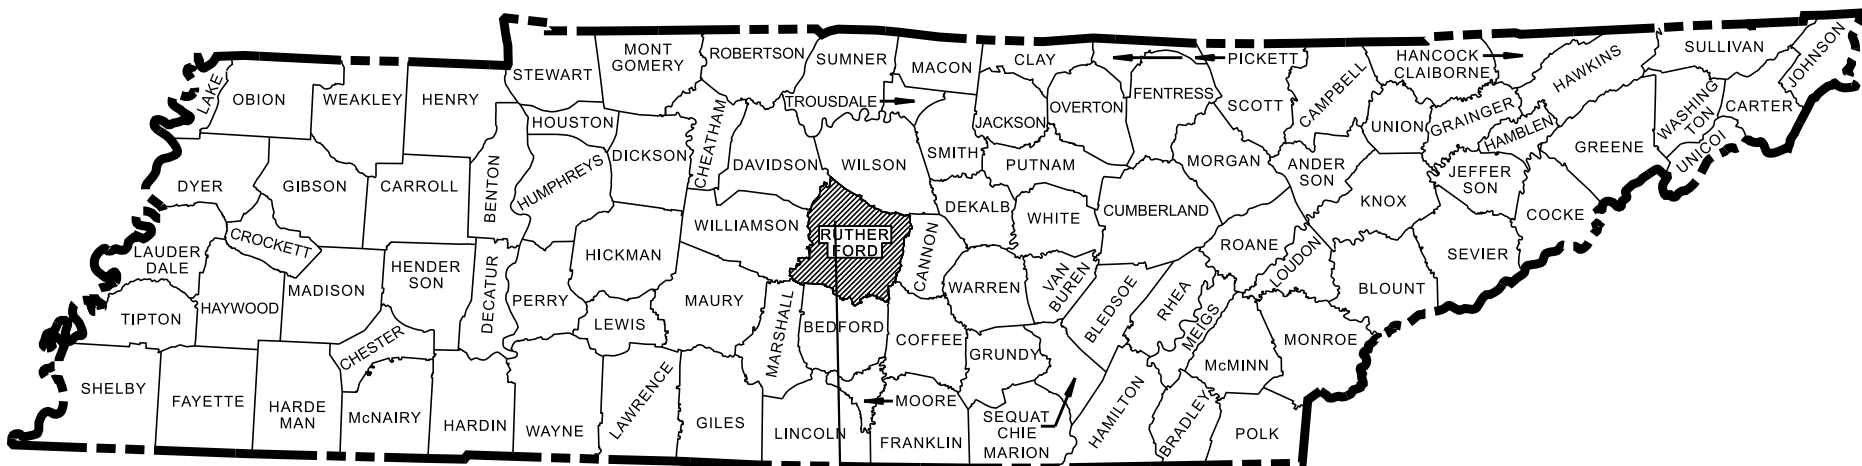 LAKE
OBION
WEAKLEY
HENRY
STEWART
MONT
GOMERY
ROBERTSON
SUMNER
MACON
CLAY
PICKETT
HANCOCK
CLAIBORNE
HAWKINS
SULLIVAN
JOHNSON
TROUSDALE
JACKSON
OVERTON
FENTRESS
SCOTT
CAMPBELL
UNION
GRAINGER
HAMBLEN
WASHING
TON
CARTER
UNICOI
GREENE
HOUSTON
DICKSON
CHEATHAM
DAVIDSON
WILSON
SMITH
PUTNAM
MORGAN
ANDER
SON
KNOX
JEFFER
SON
COCKE
DYER
GIBSON
CARROLL
BENTON
HUMPHREYS
WILLIAMSON
RUTHER
FORD
CANNON
DEKALB
WHITE
CUMBERLAND
ROANE
LOUDON
BLOUNT
SEVIER
LAUDER
DALE
CROCKETT
HAYWOOD
MADISON
HENDER
SON
DECATUR
PERRY
HICKMAN
LEWIS
MAURY
MARSHALL
BEDFORD
COFFEE
WARREN
VAN
BUREN
BLEDSOE
RHEA
MEIGS
McMINN
MONROE
TIPTON
SHELBY
FAYETTE
HARDE
MAN
CHESTER
McNAIRY
HARDIN
WAYNE
LAWRENCE
GILES
LINCOLN
MOORE
FRANKLIN
GRUNDY
SEQUAT
CHIE
MARION
HAMILTON
BRADLEY
POLK